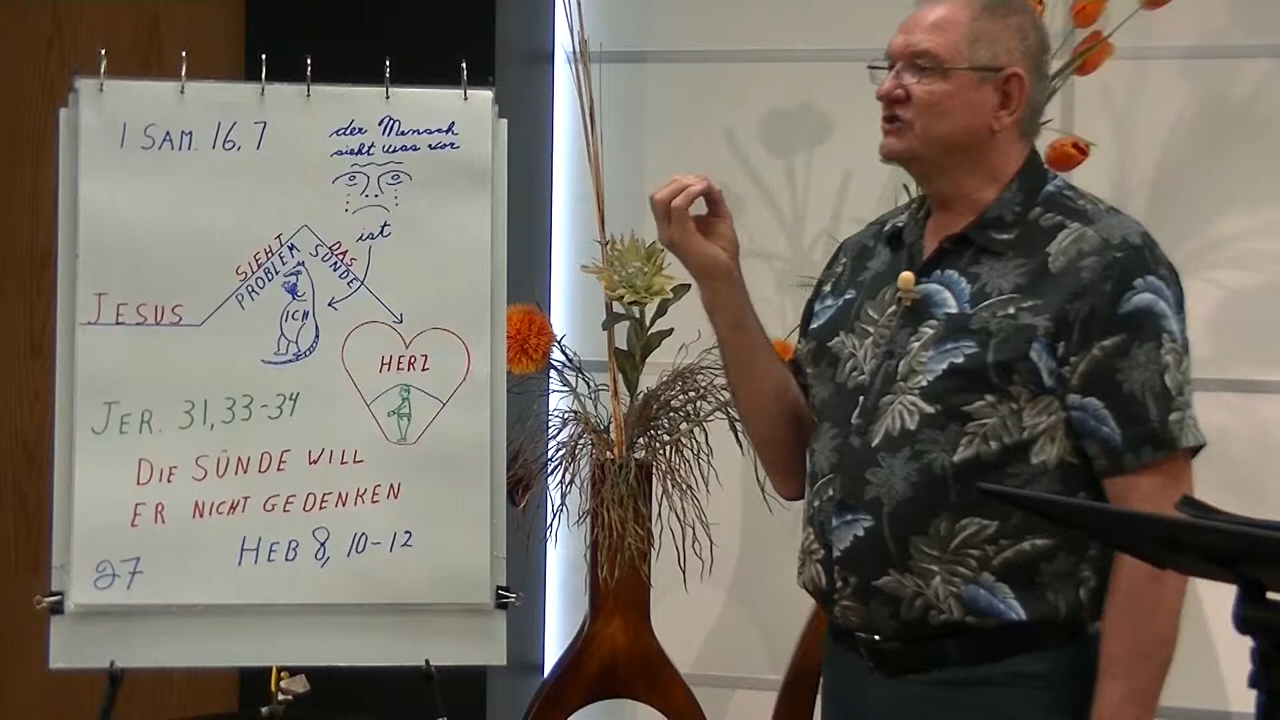 1 SAM. 16, 7
der Mensch
sieht was vor
ist
SIEHT DAS
PROBLEM SÜNDE
JESUS
ICH
HERZ
JER. 31, 33-34
DIE SÜNDE WILL
ER NICHT GEDENKEN
HEB 8, 10-12
27